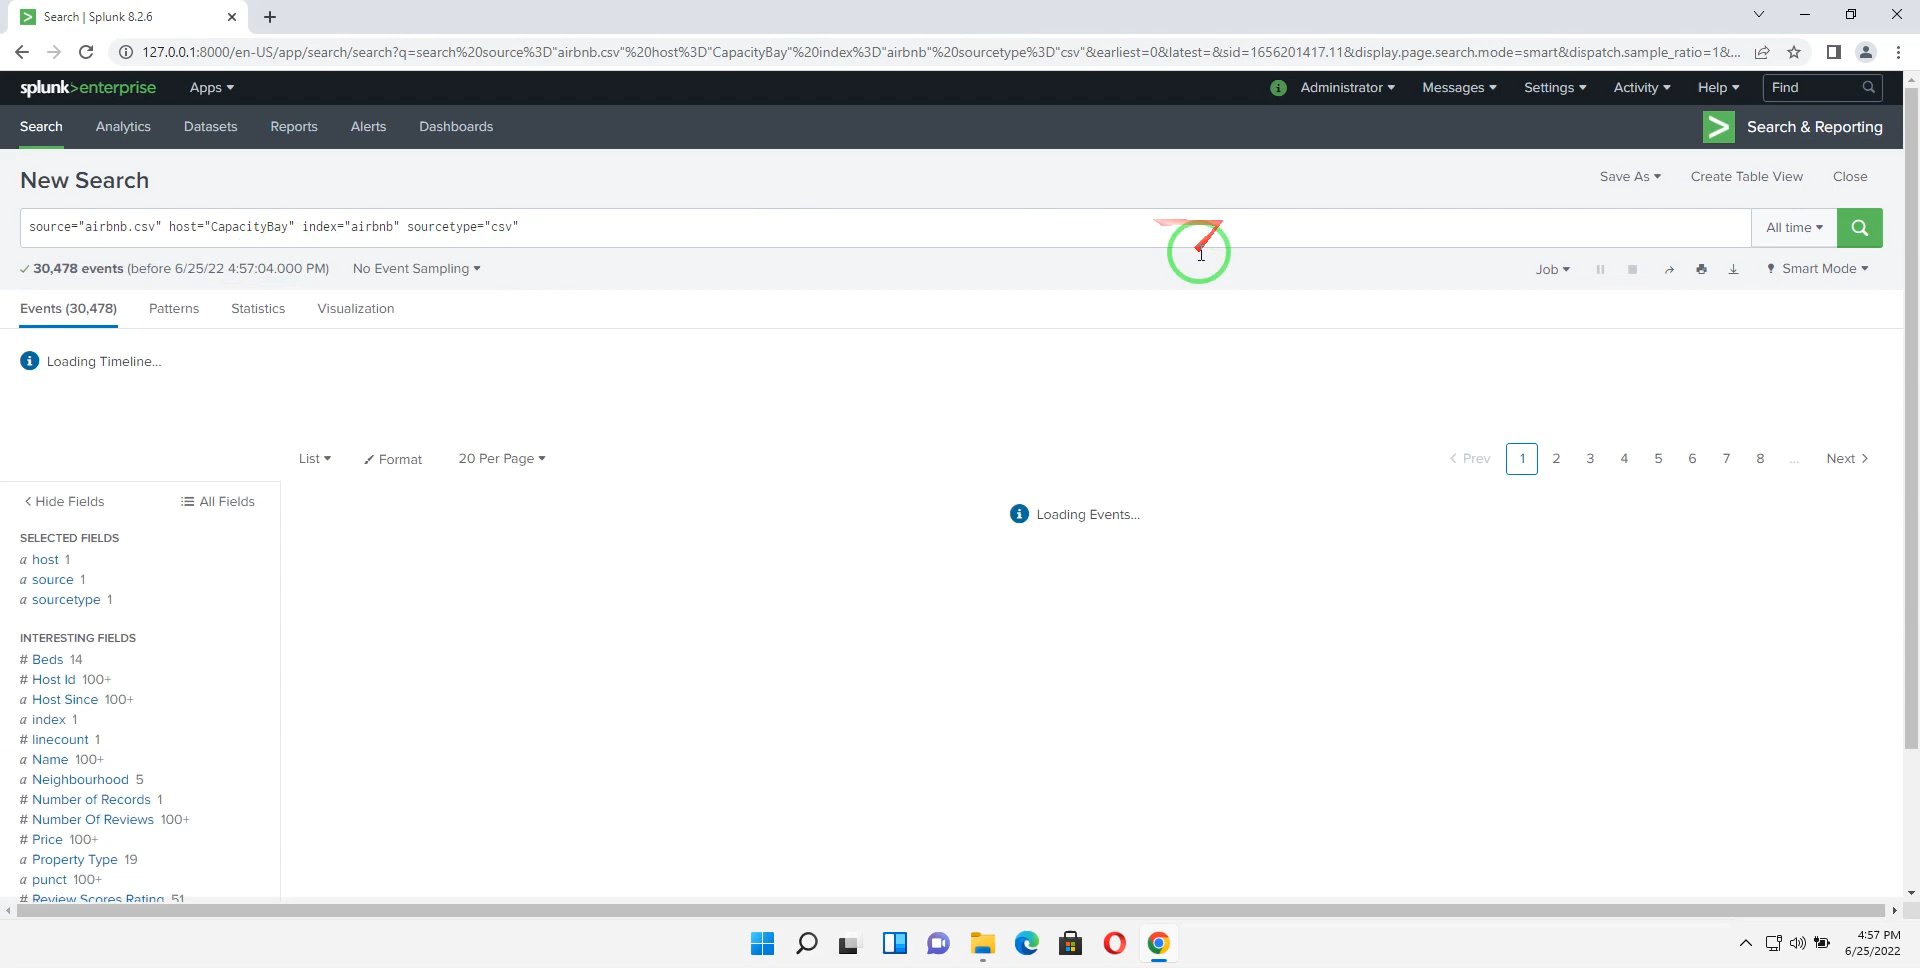 Search | Splunk 8.2.6
127.0.0.1:8000/en-US/app/search/search?q=search%20source%3D"airbnb.csv"%20host%3D"CapacityBay"%20index%3D"airbnb"%20sourcetype%3D"csv"&earliest=0&latest=&sid=1656201417.11&display.page.search.mode=smart&dispatch.sample_ratio=1&...
splunk>enterprise Apps
i Administrator Messages Settings Activity Help Find
Search Analytics Datasets Reports Alerts Dashboards
Search & Reporting
New Search
Save As Create Table View Close
source="airbnb.csv" host="CapacityBay" index="airbnb" sourcetype="csv"
All time
30,478 events (before 6/25/22 4:57:04.000 PM) No Event Sampling
Job Smart Mode
Events (30,478) Patterns Statistics Visualization
i Loading Timeline...
List Format 20 Per Page
< Prev 1 2 3 4 5 6 7 8 ... Next >
< Hide Fields All Fields
i Loading Events...
SELECTED FIELDS
a host 1
a source 1
a sourcetype 1
INTERESTING FIELDS
# Beds 14
# Host Id 100+
a Host Since 100+
a index 1
# linecount 1
a Name 100+
a Neighbourhood 5
# Number of Records 1
# Number Of Reviews 100+
# Price 100+
a Property Type 19
a punct 100+
# Review Scores Rating 51
4:57 PM
6/25/2022